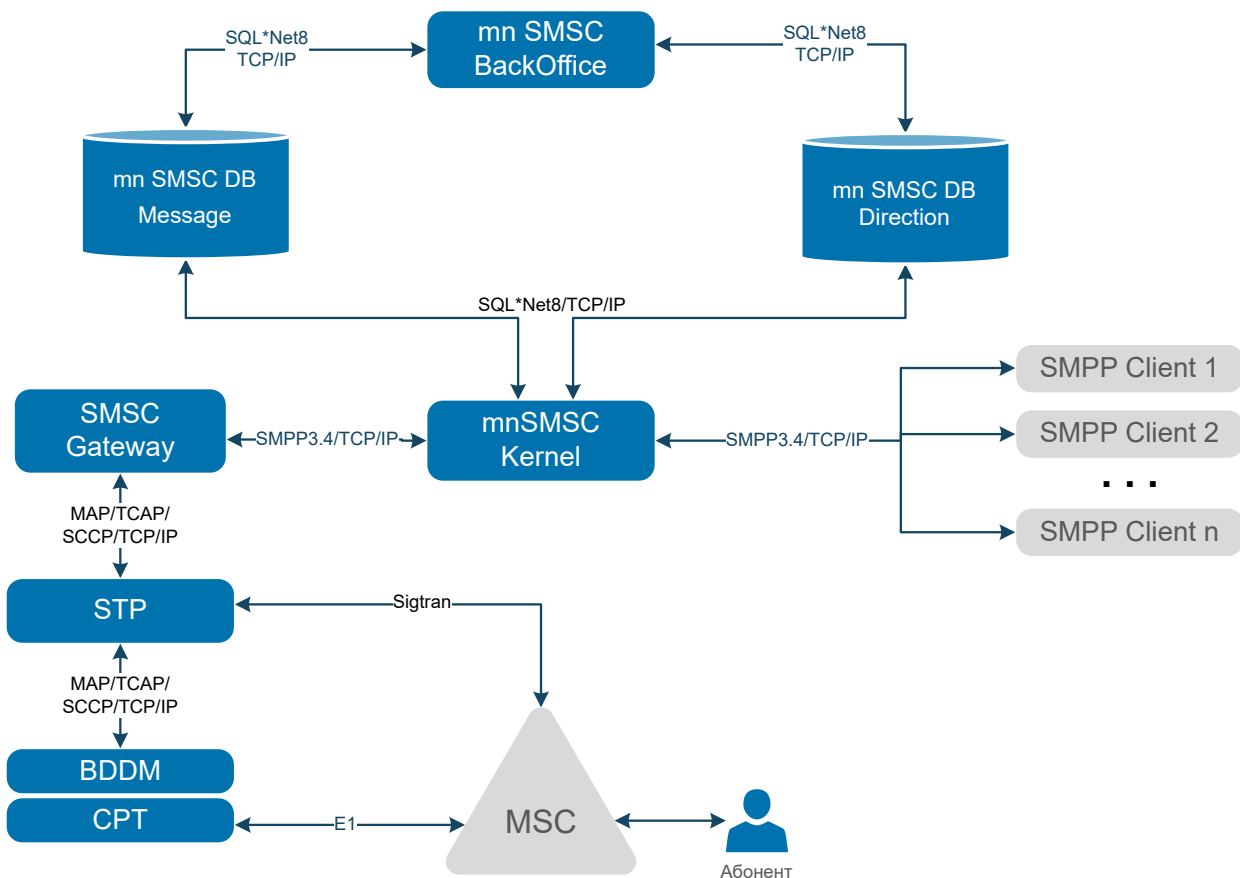 SQL*Net8
TCP/IP
mn SMSC
BackOffice
SQL*Net8
TCP/IP
mn SMSC DB
Message
mn SMSC DB
Direction
SQL*Net8/TCP/IP
SMSC
Gateway
SMPP3.4/TCP/IP
mnSMSC
Kernel
SMPP3.4/TCP/IP
SMPP Client 1
SMPP Client 2
. . .
SMPP Client n
MAP/TCAP/
SCCP/TCP/IP
STP
Sigtran
MAP/TCAP/
SCCP/TCP/IP
BDDM
CPT
E1
MSC
Абонент